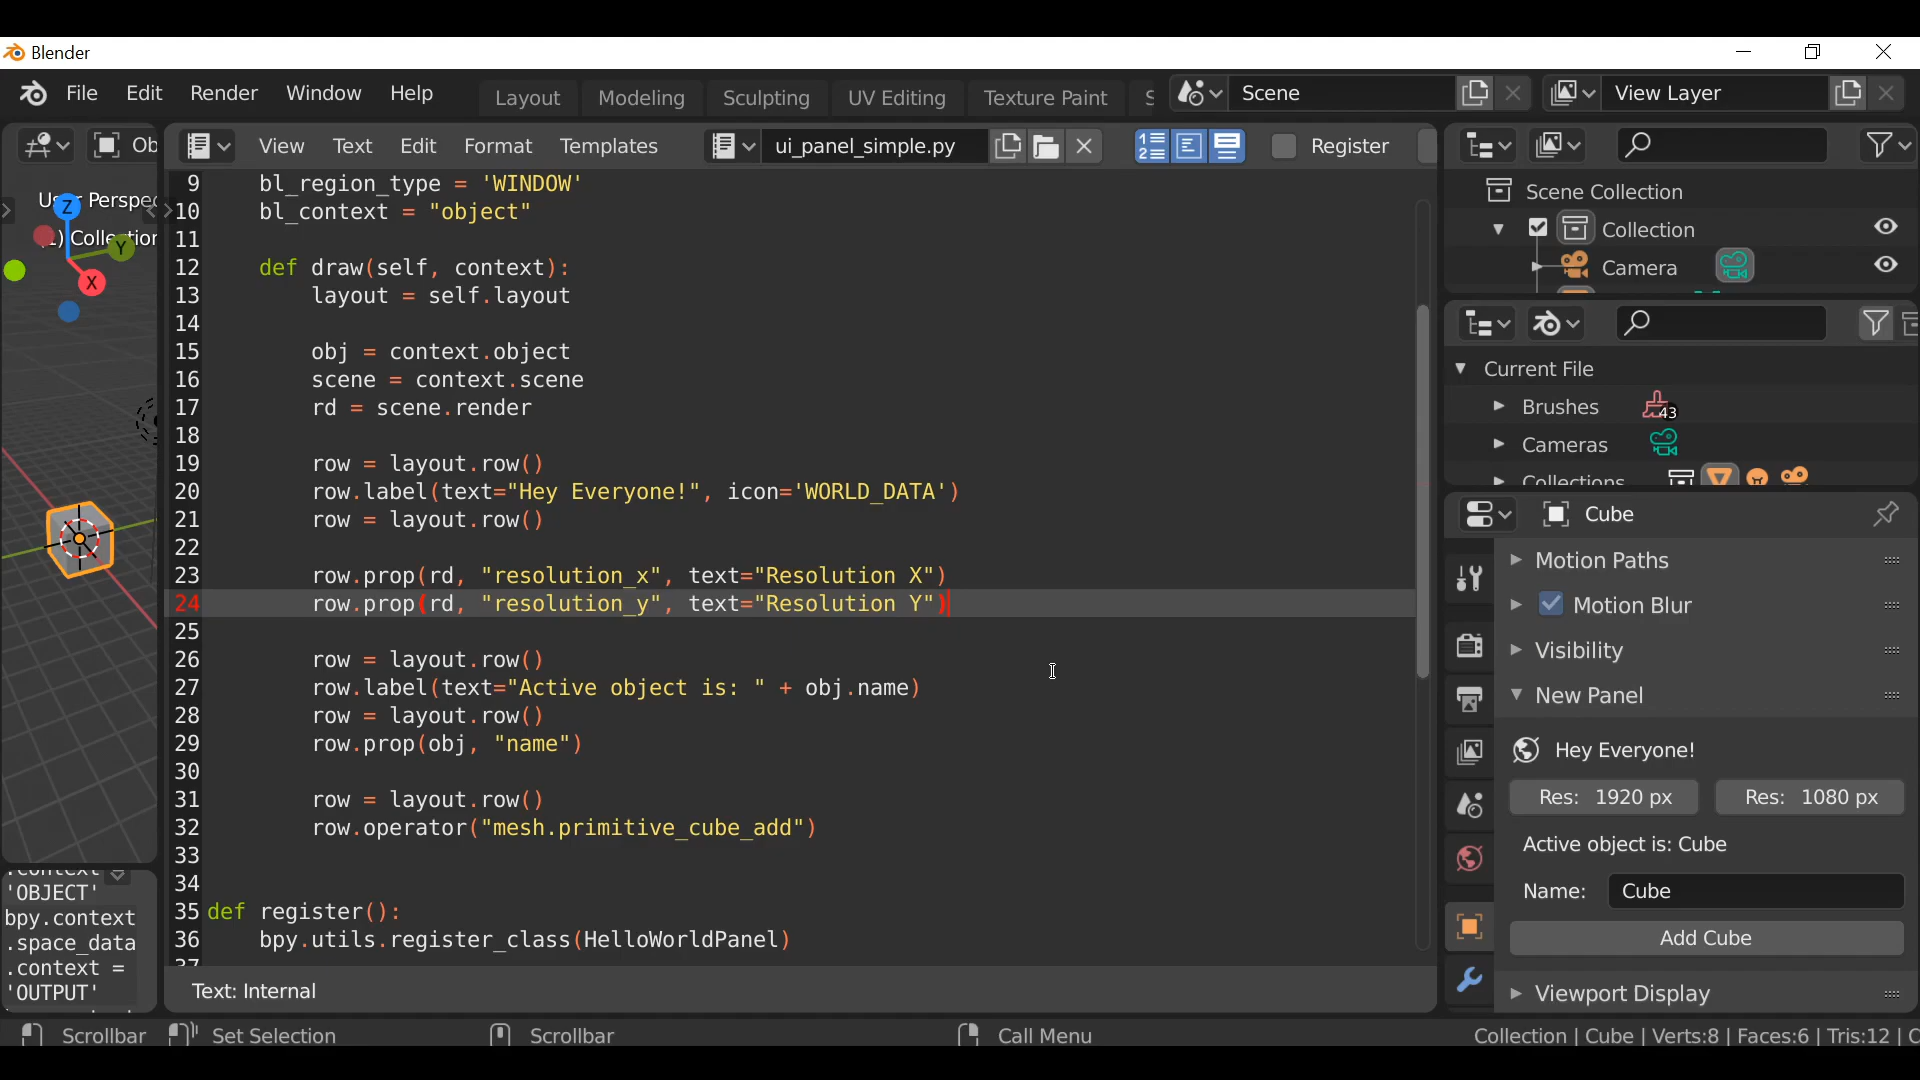 Blender
File Edit Render Window Help Layout Modeling Sculpting UV Editing Texture Paint S Scene View Layer
Ob View Text Edit Format Templates ui_panel_simple.py Register
User Perspec
(1) Collection
Z
Y
X
9 bl_region_type = 'WINDOW'
10 bl_context = "object"
11
12 def draw(self, context):
13 layout = self.layout
14
15 obj = context.object
16 scene = context.scene
17 rd = scene.render
18
19 row = layout.row()
20 row.label(text="Hey Everyone!", icon='WORLD_DATA')
21 row = layout.row()
22
23 row.prop(rd, "resolution_x", text="Resolution X")
24 row.prop(rd, "resolution_y", text="Resolution Y")
25
26 row = layout.row()
27 row.label(text="Active object is: " + obj.name)
28 row = layout.row()
29 row.prop(obj, "name")
30
31 row = layout.row()
32 row.operator("mesh.primitive_cube_add")
33
34
35 def register():
36 bpy.utils.register_class(HelloWorldPanel)
37
Text: Internal
.context
'OBJECT'
bpy.context
.space_data
.context =
'OUTPUT'
Scene Collection
Collection
Camera
Current File
Brushes 43
Cameras
Collections
Cube
Motion Paths
Motion Blur
Visibility
New Panel
Hey Everyone!
Res: 1920 px Res: 1080 px
Active object is: Cube
Name: Cube
Add Cube
Viewport Display
Scrollbar Set Selection Scrollbar Call Menu Collection | Cube | Verts:8 | Faces:6 | Tris:12 | O